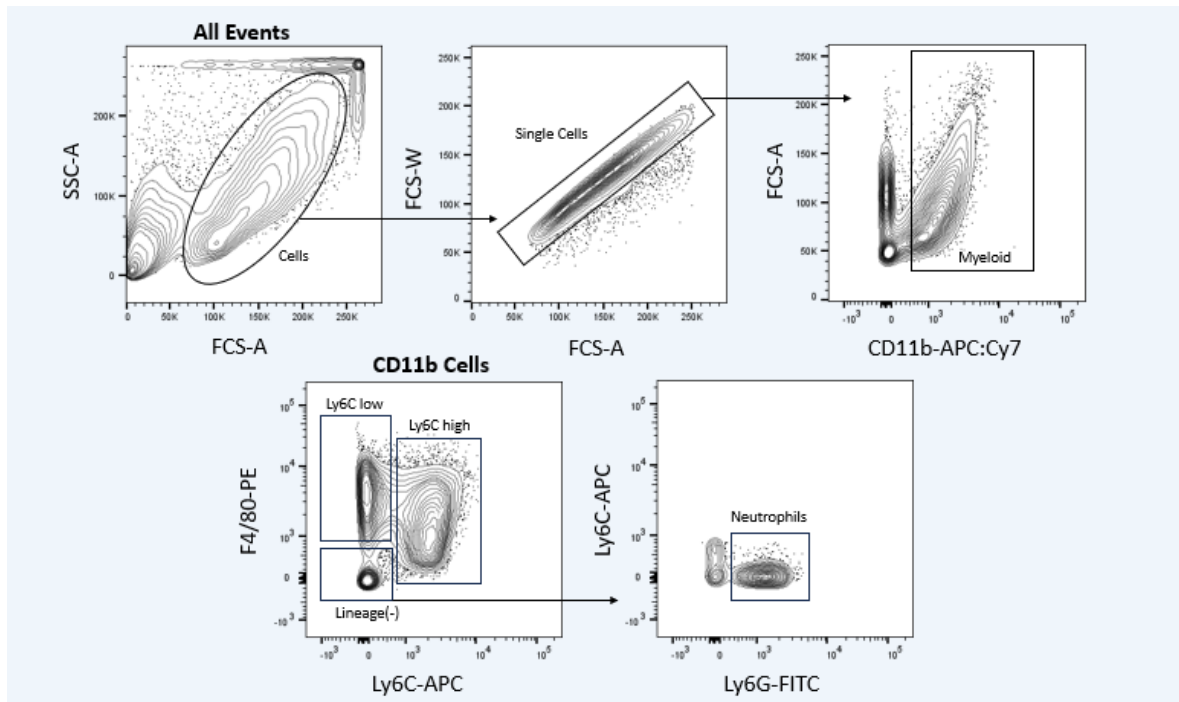 All Events
SSC-A
200K
100K
0
Cells
0 50K 100K 150K 200K 250K
FCS-A
FCS-W
250K
200K
150K
100K
50K
0
Single Cells
0 50K 100K 150K 200K 250K
FCS-A
FCS-A
250K
200K
150K
100K
50K
0
Myeloid
-10³ 0 10³ 10⁴ 10⁵
CD11b-APC:Cy7
CD11b Cells
F4/80-PE
10⁵
10⁴
10³
0
-10³
Ly6C low
Ly6C high
Lineage(-)
-10³ 0 10³ 10⁴ 10⁵
Ly6C-APC
Ly6C-APC
10⁵
10⁴
10³
0
-10³
Neutrophils
-10³ 0 10³ 10⁴ 10⁵
Ly6G-FITC